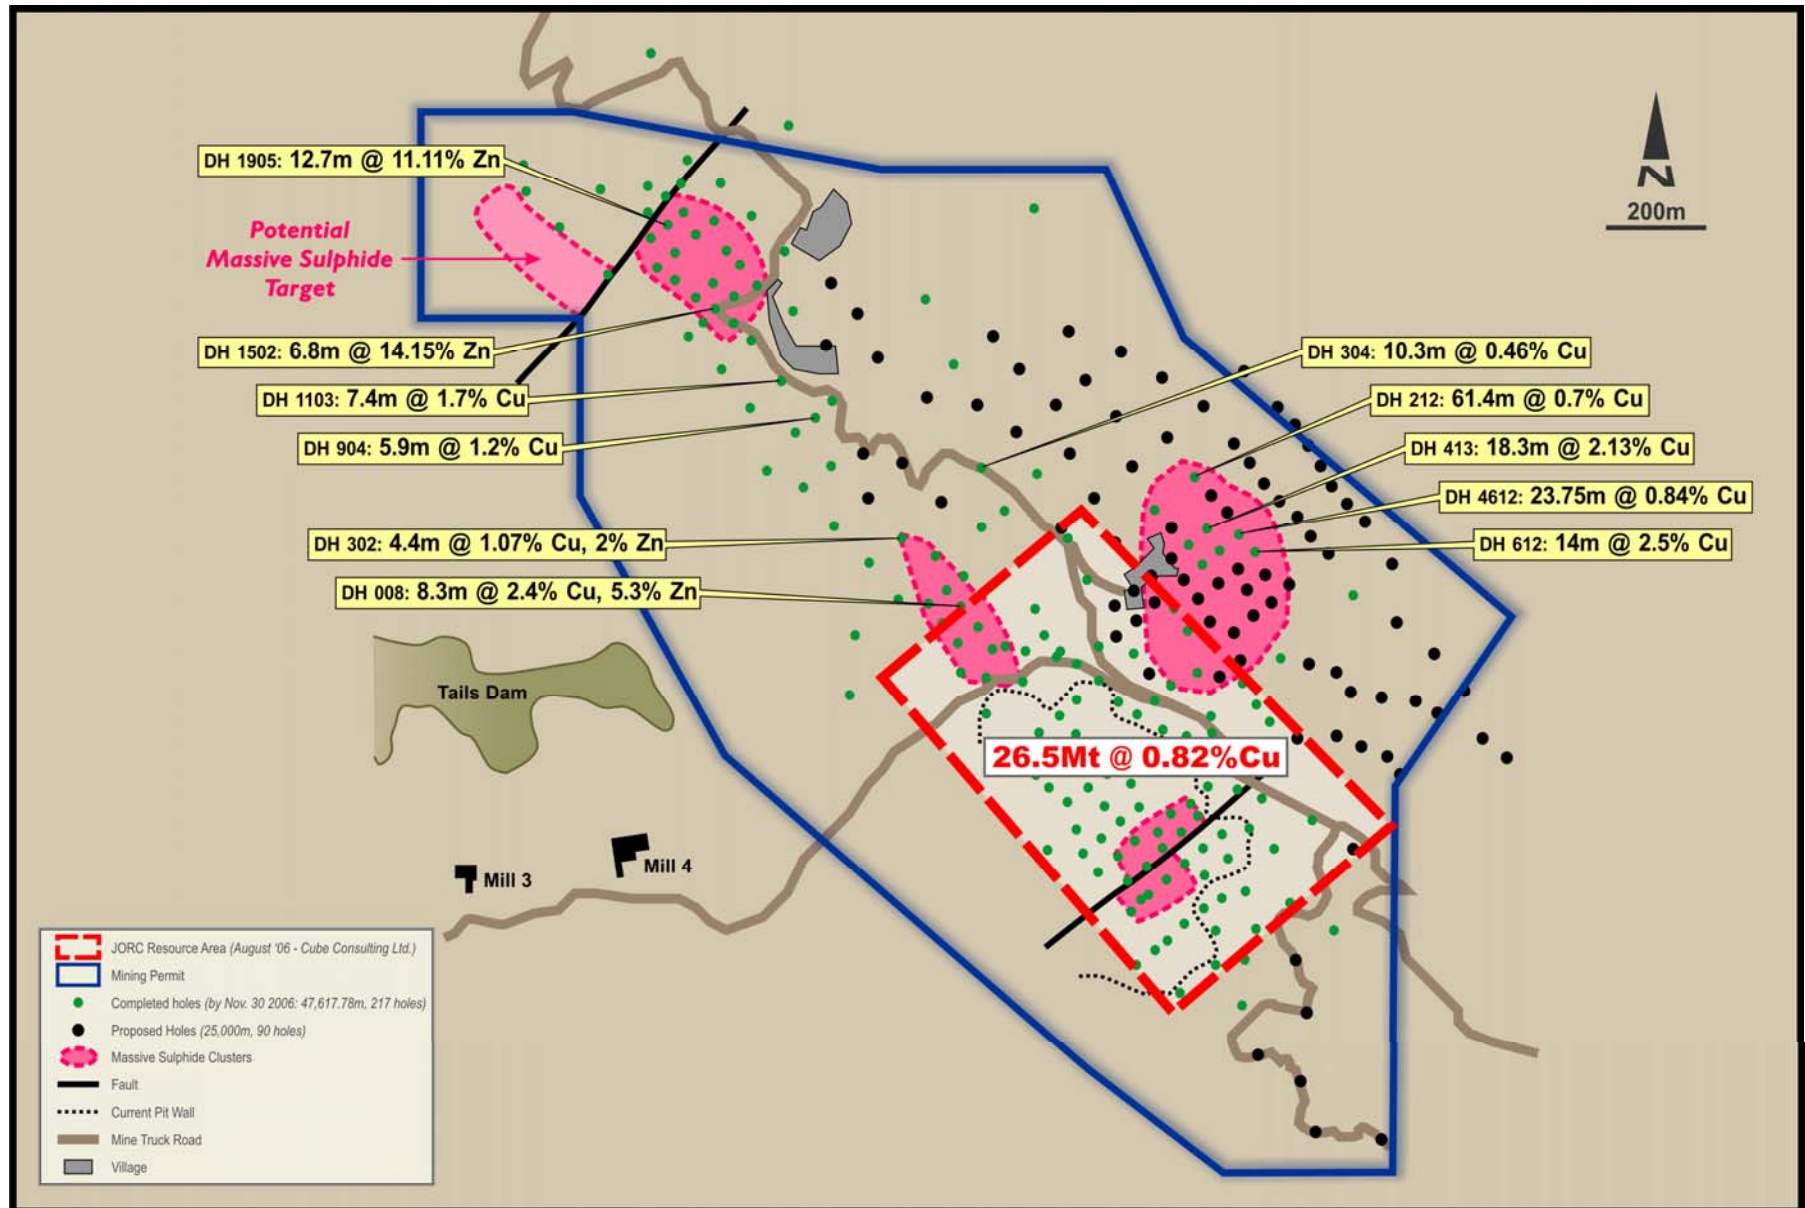 DH 1905: 12.7m @ 11.11% Zn
Potential
Massive Sulphide
Target
DH 1502: 6.8m @ 14.15% Zn
DH 1103: 7.4m @ 1.7% Cu
DH 904: 5.9m @ 1.2% Cu
DH 302: 4.4m @ 1.07% Cu, 2% Zn
DH 008: 8.3m @ 2.4% Cu, 5.3% Zn
N
200m
DH 304: 10.3m @ 0.46% Cu
DH 212: 61.4m @ 0.7% Cu
DH 413: 18.3m @ 2.13% Cu
DH 4612: 23.75m @ 0.84% Cu
DH 612: 14m @ 2.5% Cu
Tails Dam
26.5Mt @ 0.82%Cu
Mill 3
Mill 4
JORC Resource Area (August '06 - Cube Consulting Ltd.)
Mining Permit
Completed holes (by Nov. 30 2006: 47,617.78m, 217 holes)
Proposed Holes (25,000m, 90 holes)
Massive Sulphide Clusters
Fault
Current Pit Wall
Mine Truck Road
Village